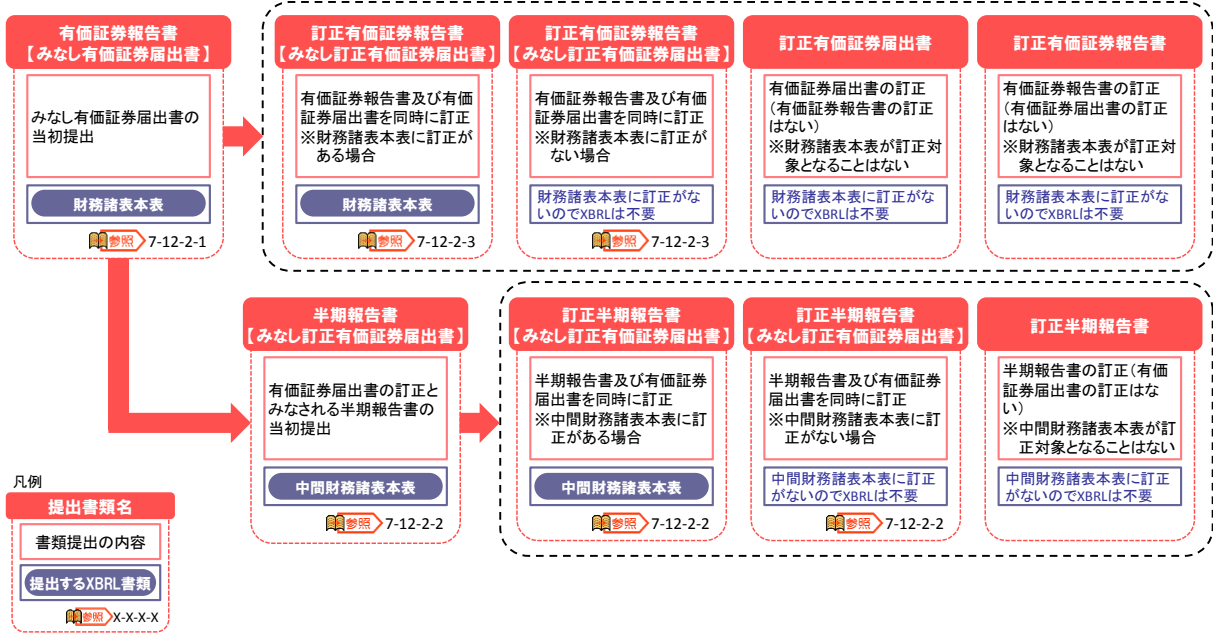 有価証券報告書
【みなし有価証券届出書】
みなし有価証券届出書の
当初提出
財務諸表本表
参照 7-12-2-1
訂正有価証券報告書
【みなし訂正有価証券届出書】
有価証券報告書及び有価
証券届出書を同時に訂正
※財務諸表本表に訂正が
ある場合
財務諸表本表
参照 7-12-2-3
訂正有価証券報告書
【みなし訂正有価証券届出書】
有価証券報告書及び有価
証券届出書を同時に訂正
※財務諸表本表に訂正が
ない場合
財務諸表本表に訂正がな
いのでXBRLは不要
参照 7-12-2-3
訂正有価証券届出書
有価証券届出書の訂正
(有価証券報告書の訂正
はない)
※財務諸表本表が訂正対
象となることはない
財務諸表本表に訂正がな
いのでXBRLは不要
訂正有価証券報告書
有価証券報告書の訂正
(有価証券届出書の訂正
はない)
※財務諸表本表が訂正対
象となることはない
財務諸表本表に訂正がな
いのでXBRLは不要
半期報告書
【みなし訂正有価証券届出書】
有価証券届出書の訂正と
みなされる半期報告書の
当初提出
中間財務諸表本表
参照 7-12-2-2
訂正半期報告書
【みなし訂正有価証券届出書】
半期報告書及び有価証券
届出書を同時に訂正
※中間財務諸表本表に訂
正がある場合
中間財務諸表本表
参照 7-12-2-2
訂正半期報告書
【みなし訂正有価証券届出書】
半期報告書及び有価証券
届出書を同時に訂正
※中間財務諸表本表に訂
正がない場合
中間財務諸表本表に訂正
がないのでXBRLは不要
参照 7-12-2-2
訂正半期報告書
半期報告書の訂正(有価
証券届出書の訂正はな
い)
※中間財務諸表本表が訂
正対象となることはない
中間財務諸表本表に訂正
がないのでXBRLは不要
凡例
提出書類名
書類提出の内容
提出するXBRL書類
参照 X-X-X-X